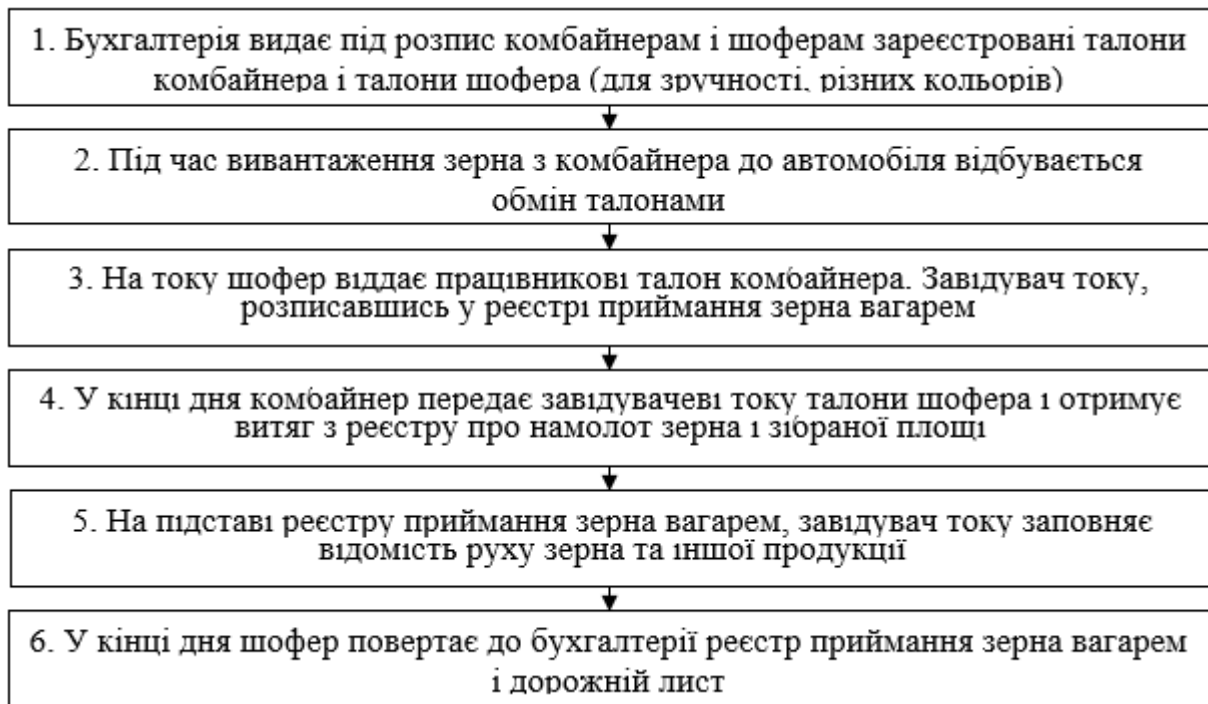 1. Бухгалтерія видає під розпис комбайнерам і шоферам зареєстровані талони
комбайнера і талони шофера (для зручності, різних кольорів)
2. Під час вивантаження зерна з комбайнера до автомобіля відбувається
обмін талонами
3. На току шофер віддає працівникові талон комбайнера. Завідувач току,
розписавшись у реєстрі приймання зерна вагарем
4. У кінці дня комбайнер передає завідувачеві току талони шофера і отримує
витяг з реєстру про намолот зерна і зібраної площі
5. На підставі реєстру приймання зерна вагарем, завідувач току заповняє
відомість руху зерна та іншої продукції
6. У кінці дня шофер повертає до бухгалтерії реєстр приймання зерна вагарем
і дорожній лист